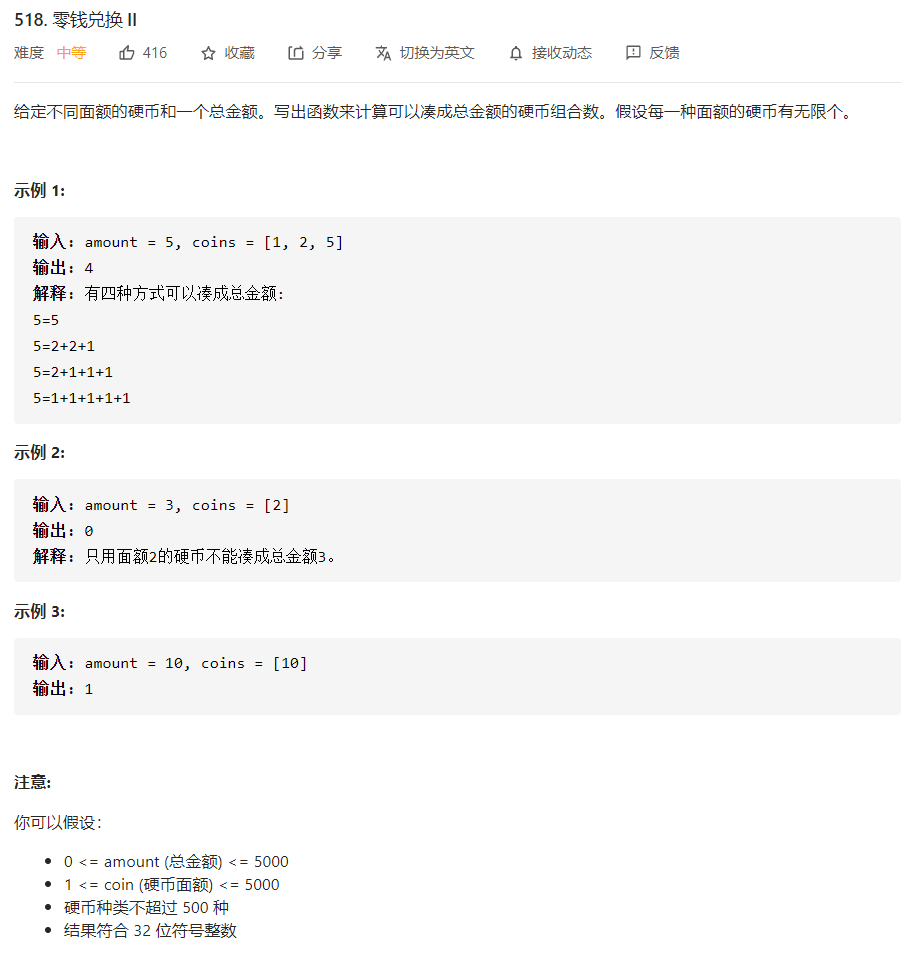 518. 零钱兑换 II
难度 中等 416 收藏 分享 切换为英文 接收动态 反馈
给定不同面额的硬币和一个总金额。写出函数来计算可以凑成总金额的硬币组合数。假设每一种面额的硬币有无限个。
示例 1:
输入: amount = 5, coins = [1, 2, 5]
输出: 4
解释: 有四种方式可以凑成总金额:
5=5
5=2+2+1
5=2+1+1+1
5=1+1+1+1+1
示例 2:
输入: amount = 3, coins = [2]
输出: 0
解释: 只用面额2的硬币不能凑成总金额3。
示例 3:
输入: amount = 10, coins = [10]
输出: 1
注意:
你可以假设:
• 0 <= amount (总金额) <= 5000
• 1 <= coin (硬币面额) <= 5000
• 硬币种类不超过 500 种
• 结果符合 32 位符号整数